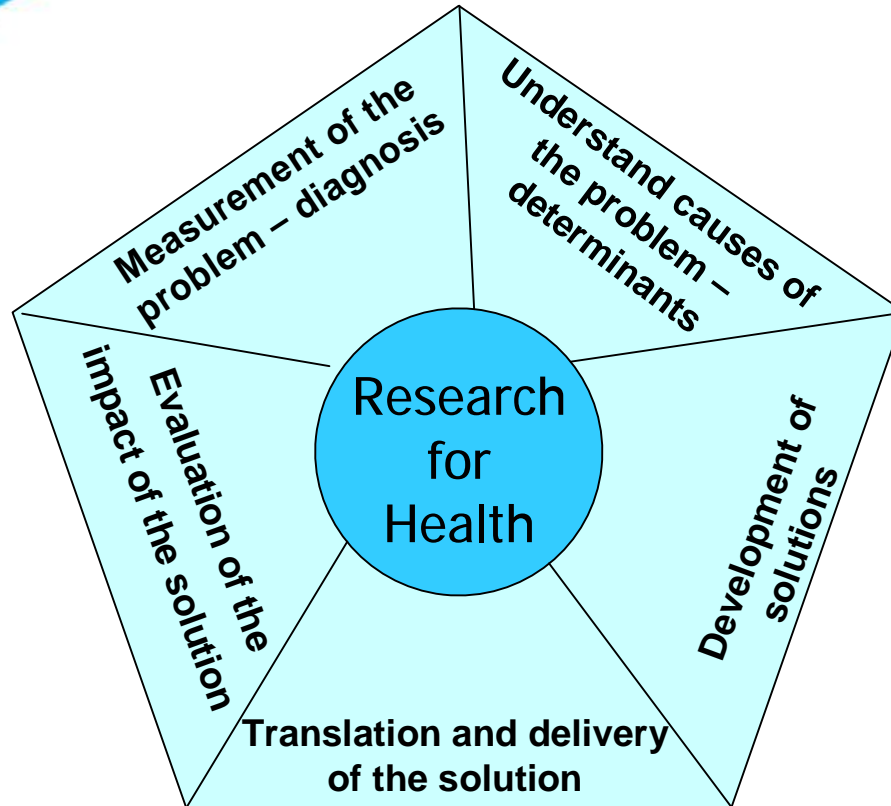 Measurement of the
problem – diagnosis
Understand causes of
the problem –
determinants
Development of
solutions
Translation and delivery
of the solution
Evaluation of the
impact of the solution
Research
for
Health